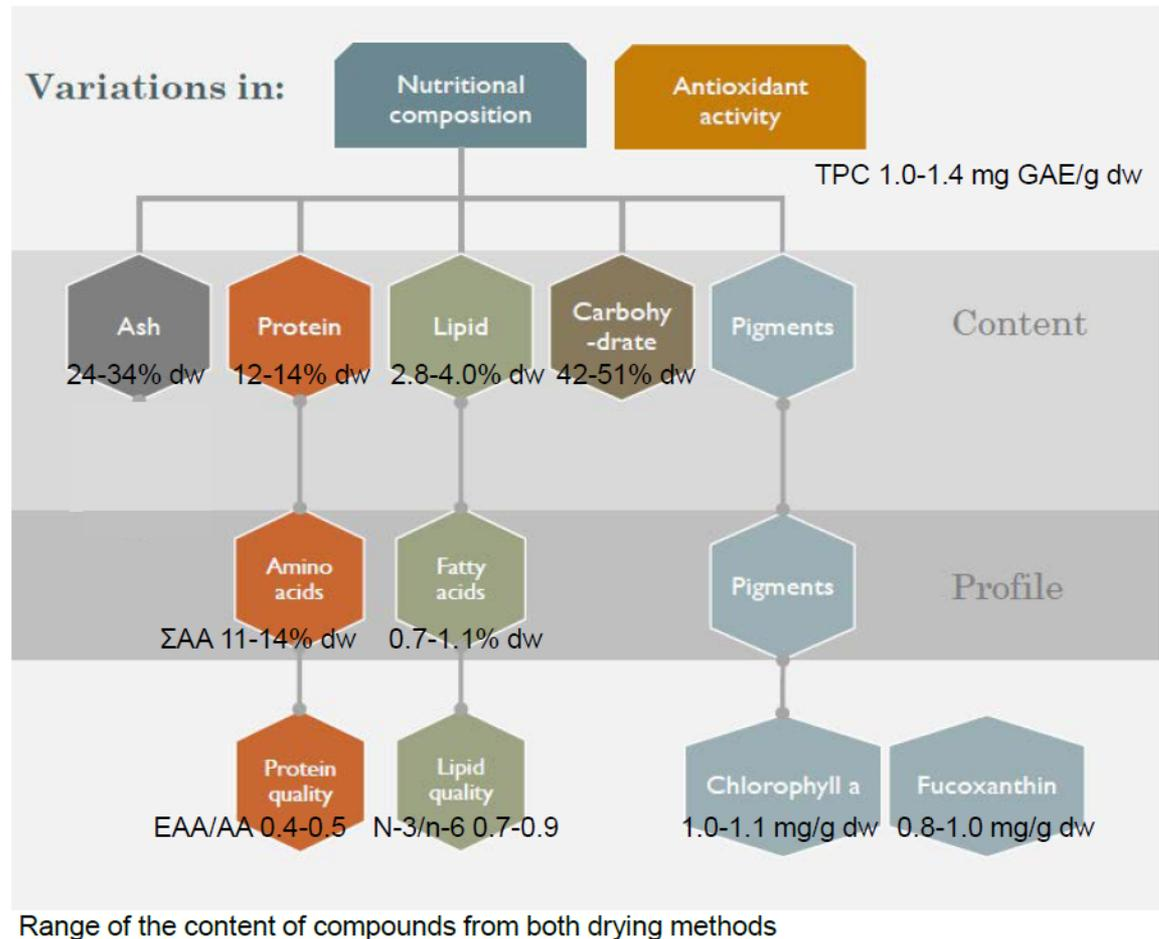 Variations in:
Nutritional
composition
Antioxidant
activity
TPC 1.0-1.4 mg GAE/g dw
Ash
24-34% dw
Protein
12-14% dw
Lipid
2.8-4.0% dw
Carbohy
-drate
42-51% dw
Pigments
Content
Amino
acids
ΣAA 11-14% dw
Fatty
acids
0.7-1.1% dw
Pigments
Profile
Protein
quality
EAA/AA 0.4-0.5
Lipid
quality
N-3/n-6 0.7-0.9
Chlorophyll a
1.0-1.1 mg/g dw
Fucoxanthin
0.8-1.0 mg/g dw
Range of the content of compounds from both drying methods